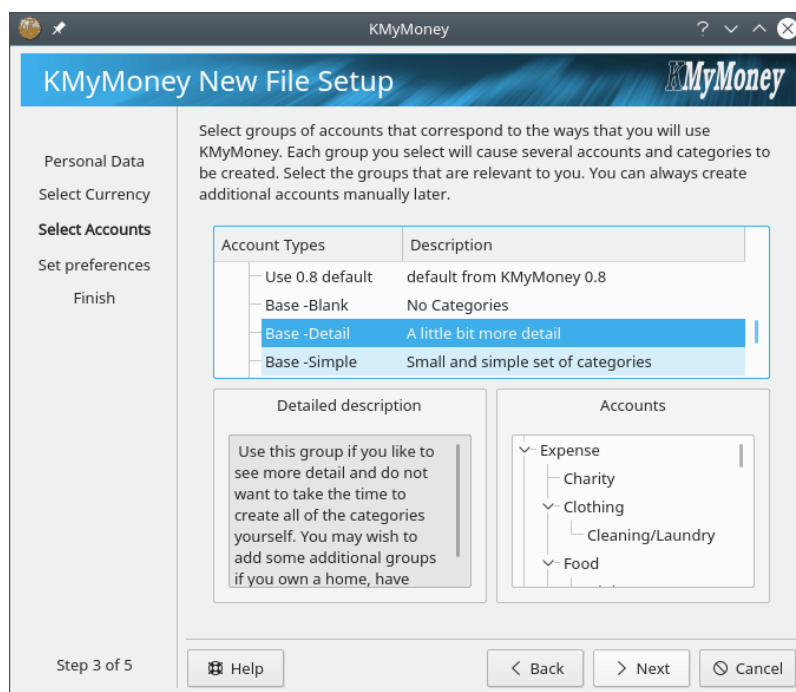 KMyMoney
KMyMoney New File Setup
KMyMoney
Personal Data
Select Currency
Select Accounts
Set preferences
Finish
Select groups of accounts that correspond to the ways that you will use
KMyMoney. Each group you select will cause several accounts and categories to
be created. Select the groups that are relevant to you. You can always create
additional accounts manually later.
Account Types Description
Use 0.8 default default from KMyMoney 0.8
Base -Blank No Categories
Base -Detail A little bit more detail
Base -Simple Small and simple set of categories
Detailed description
Use this group if you like to
see more detail and do not
want to take the time to
create all of the categories
yourself. You may wish to
add some additional groups
if you own a home, have
Accounts
Expense
Charity
Clothing
Cleaning/Laundry
Food
Step 3 of 5
Help
Back
Next
Cancel